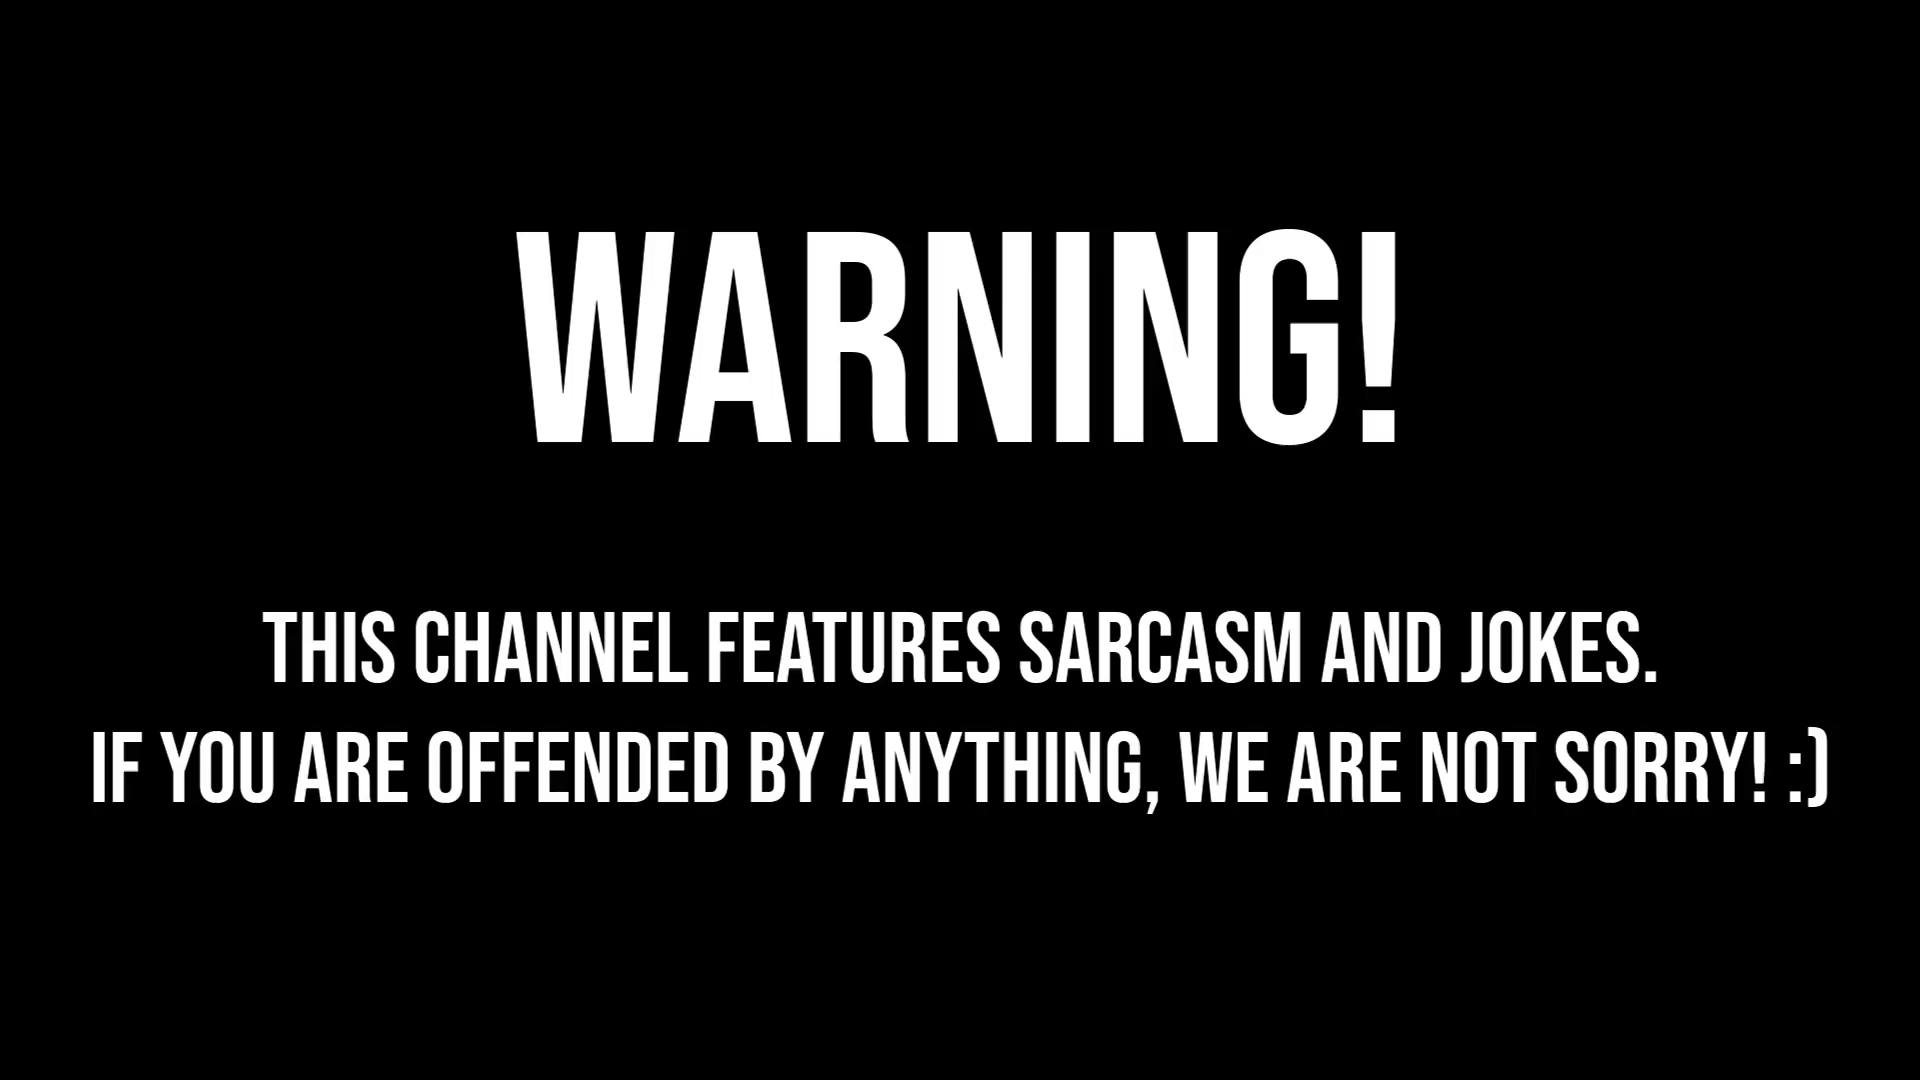 WARNING!
THIS CHANNEL FEATURES SARCASM AND JOKES.
IF YOU ARE OFFENDED BY ANYTHING, WE ARE NOT SORRY! :)